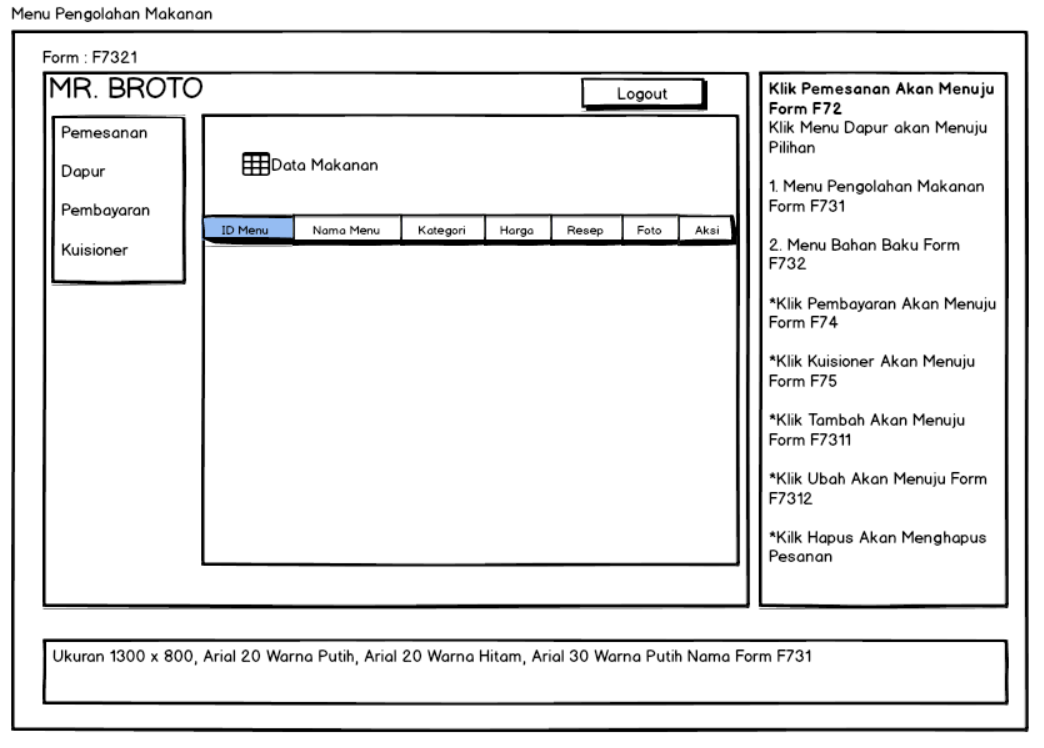 Menu Pengolahan Makanan
Form : F7321
MR. BROTO
Logout
Pemesanan
Dapur
Pembayaran
Kuisioner
Data Makanan
ID Menu Nama Menu Kategori Harga Resep Foto Aksi
Klik Pemesanan Akan Menuju
Form F72
Klik Menu Dapur akan Menuju
Pilihan
1. Menu Pengolahan Makanan
Form F731
2. Menu Bahan Baku Form
F732
*Klik Pembayaran Akan Menuju
Form F74
*Klik Kuisioner Akan Menuju
Form F75
*Klik Tambah Akan Menuju
Form F7311
*Klik Ubah Akan Menuju Form
F7312
*Kilk Hapus Akan Menghapus
Pesanan
Ukuran 1300 x 800, Arial 20 Warna Putih, Arial 20 Warna Hitam, Arial 30 Warna Putih Nama Form F731